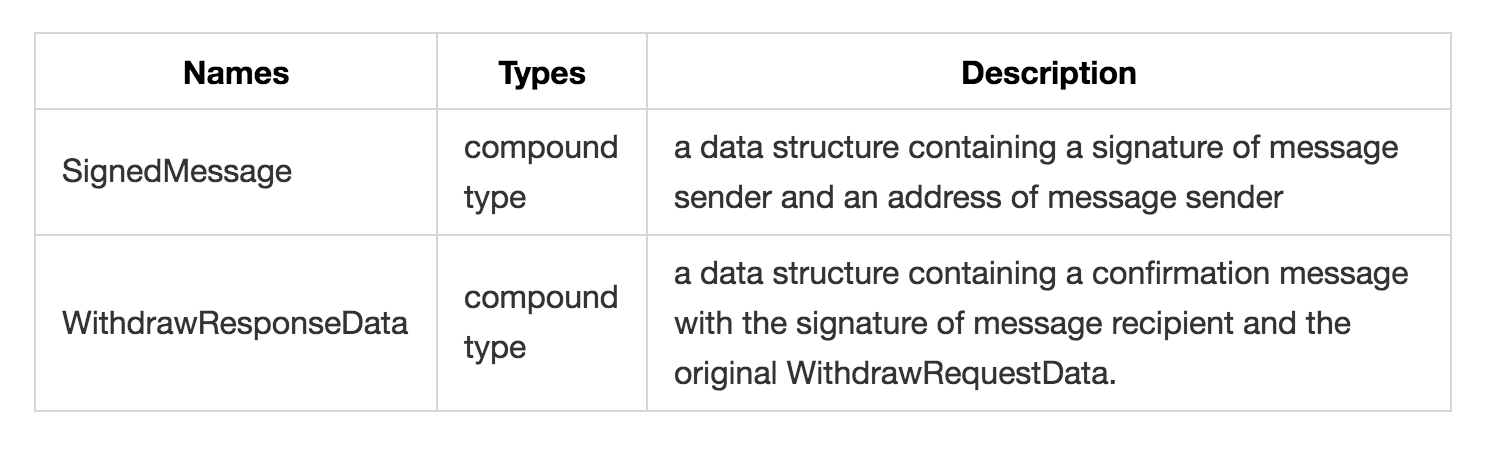 Names Types Description
SignedMessage
compound
type
a data structure containing a signature of message
sender and an address of message sender
WithdrawResponseData
compound
type
a data structure containing a confirmation message
with the signature of message recipient and the
original WithdrawRequestData.